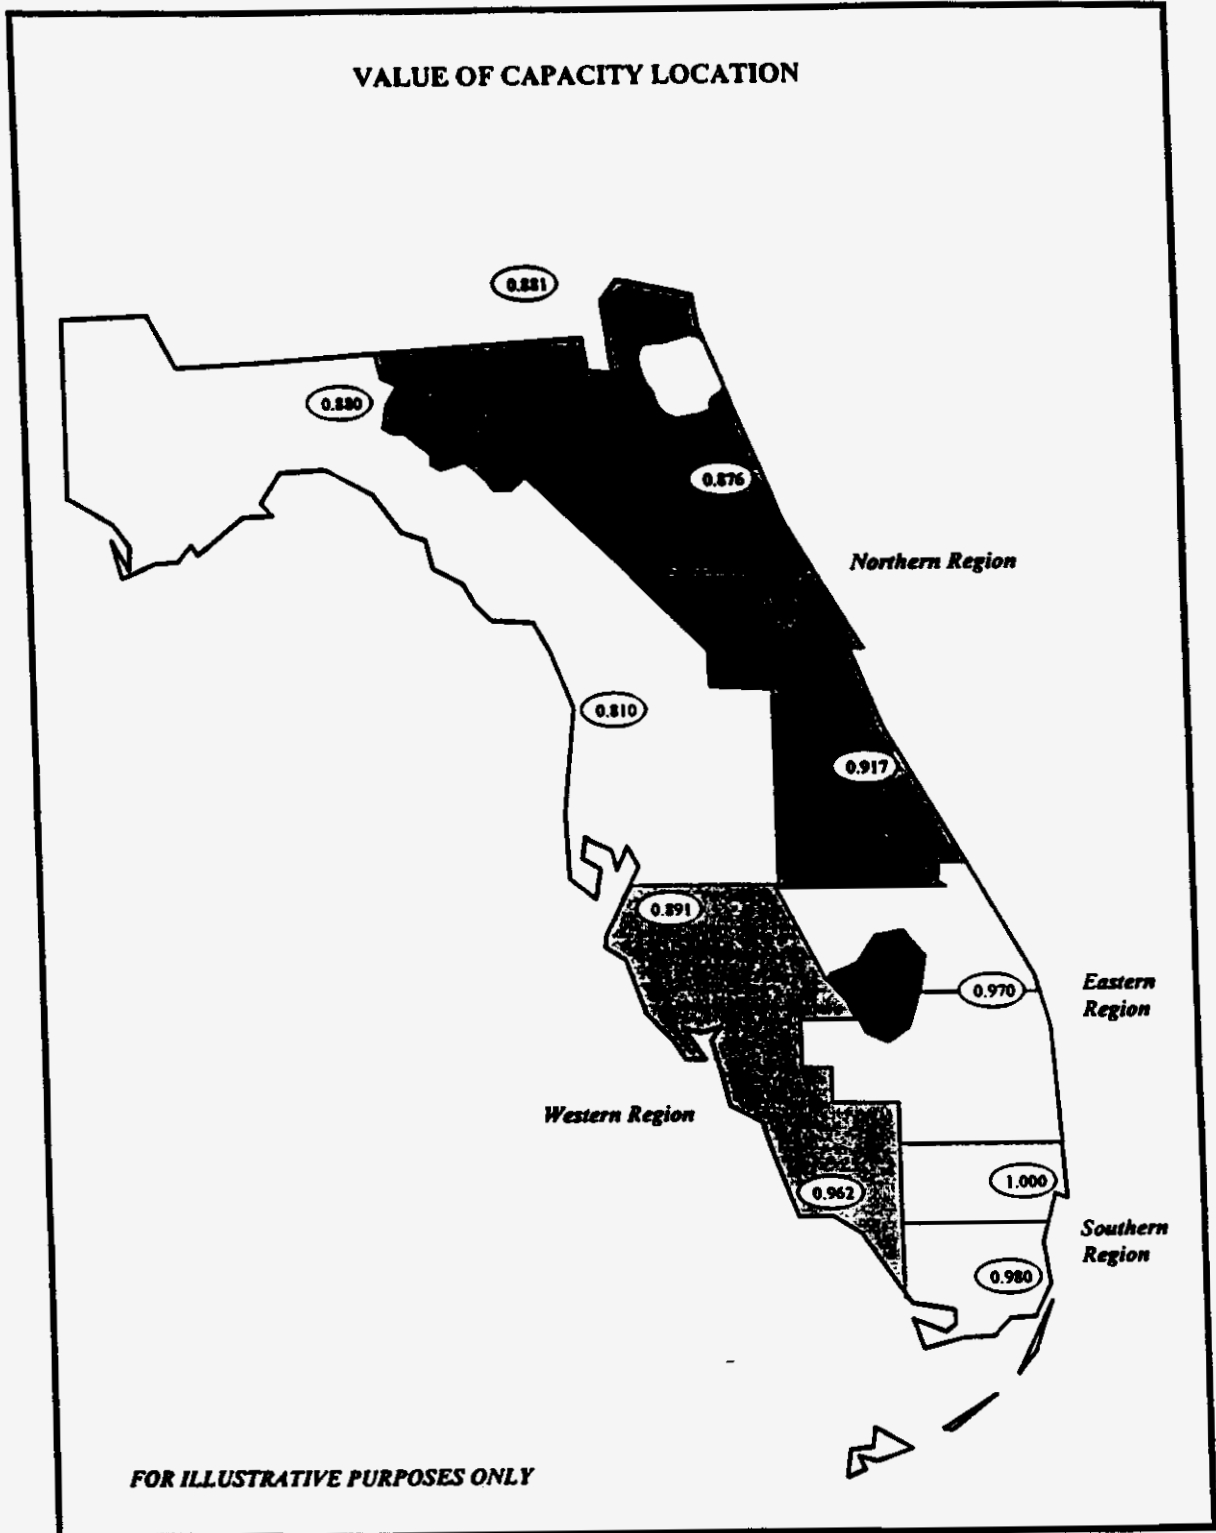 VALUE OF CAPACITY LOCATION
0.881
0.880
0.876
Northern Region
0.810
0.917
0.891
0.970
Eastern
Region
Western Region
0.962
1.000
Southern
Region
0.980
FOR ILLUSTRATIVE PURPOSES ONLY